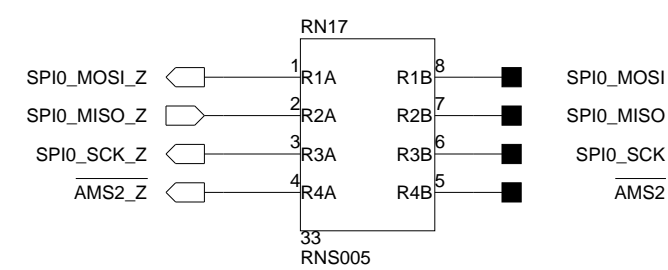 RN17
SPI0_MOSI_Z 1 R1A R1B 8 SPI0_MOSI
SPI0_MISO_Z 2 R2A R2B 7 SPI0_MISO
SPI0_SCK_Z 3 R3A R3B 6 SPI0_SCK
AMS2_Z 4 R4A R4B 5 AMS2
33
RNS005